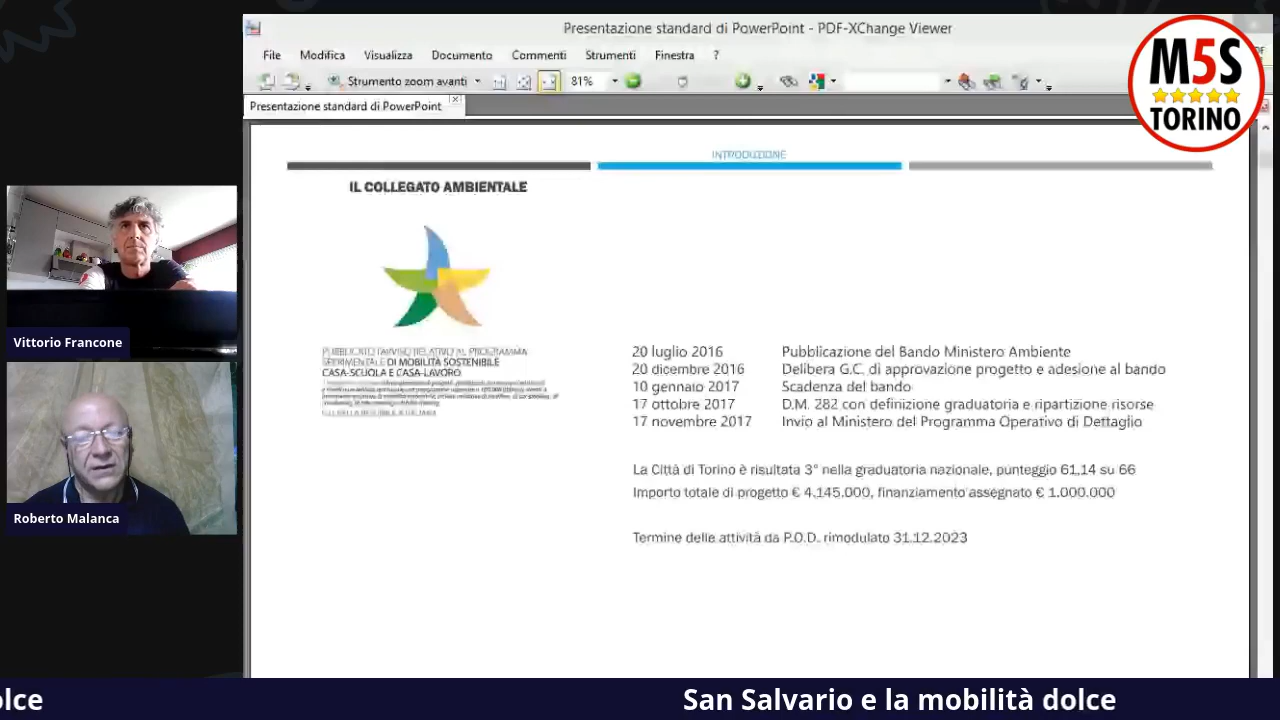 Presentazione standard di PowerPoint - PDF-XChange Viewer
File Modifica Visualizza Documento Commenti Strumenti Finestra ?
Strumento zoom avanti 81%
Presentazione standard di PowerPoint
M5S
TORINO
INTRODUZIONE
IL COLLEGATO AMBIENTALE
PUBBLICATO L'AVVISO RELATIVO AL PROGRAMMA
SPERIMENTALE DI MOBILITÀ SOSTENIBILE
CASA-SCUOLA E CASA-LAVORO
20 luglio 2016 Pubblicazione del Bando Ministero Ambiente
20 dicembre 2016 Delibera G.C. di approvazione progetto e adesione al bando
10 gennaio 2017 Scadenza del bando
17 ottobre 2017 D.M. 282 con definizione graduatoria e ripartizione risorse
17 novembre 2017 Invio al Ministero del Programma Operativo di Dettaglio
La Città di Torino è risultata 3° nella graduatoria nazionale, punteggio 61,14 su 66
Importo totale di progetto € 4.145.000, finanziamento assegnato € 1.000.000
Termine delle attività da P.O.D. rimodulato 31.12.2023
Vittorio Francone
Roberto Malanca
olce San Salvario e la mobilità dolce